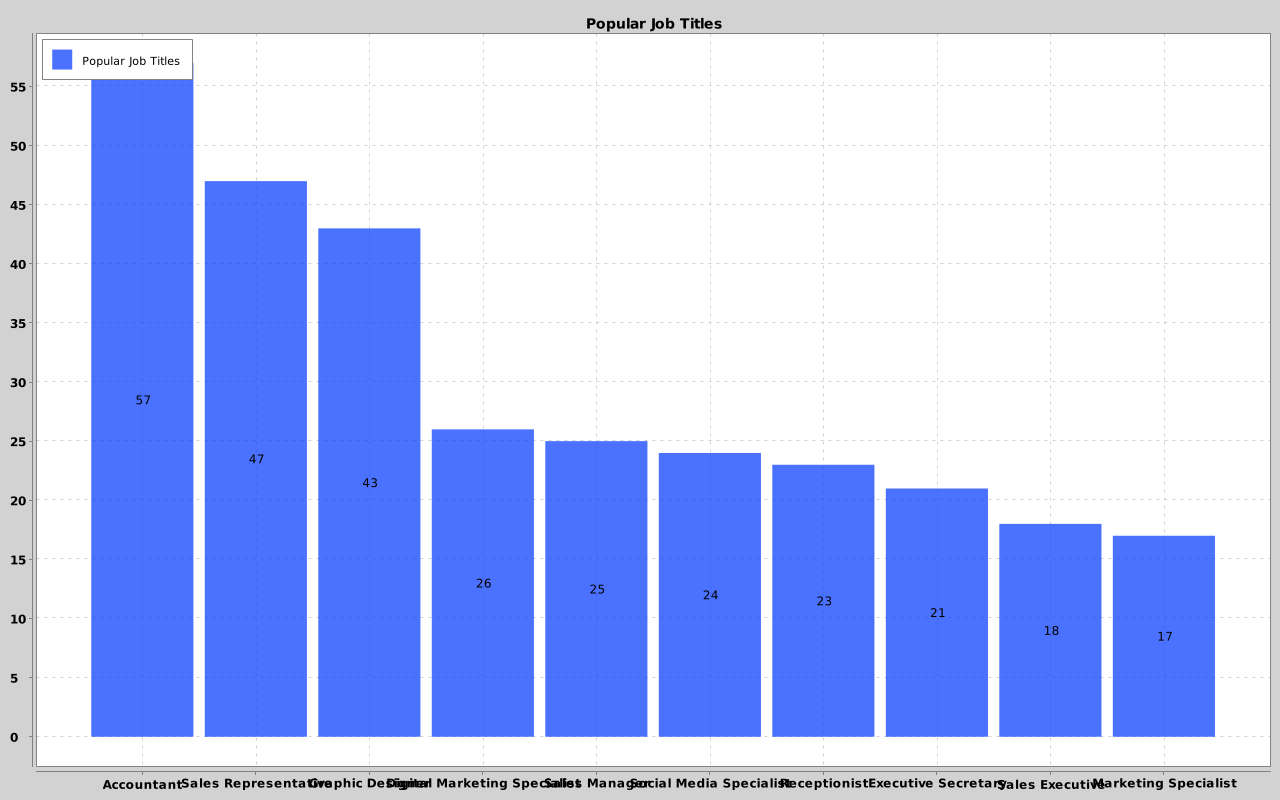 Popular Job Titles
Popular Job Titles
55
50
45
40
35
30
25
20
15
10
5
0
57
47
43
26
25
24
23
21
18
17
Accountant
Sales Representative
Graphic Designer
Digital Marketing Specialist
Sales Manager
Social Media Specialist
Receptionist
Executive Secretary
Sales Executive
Marketing Specialist